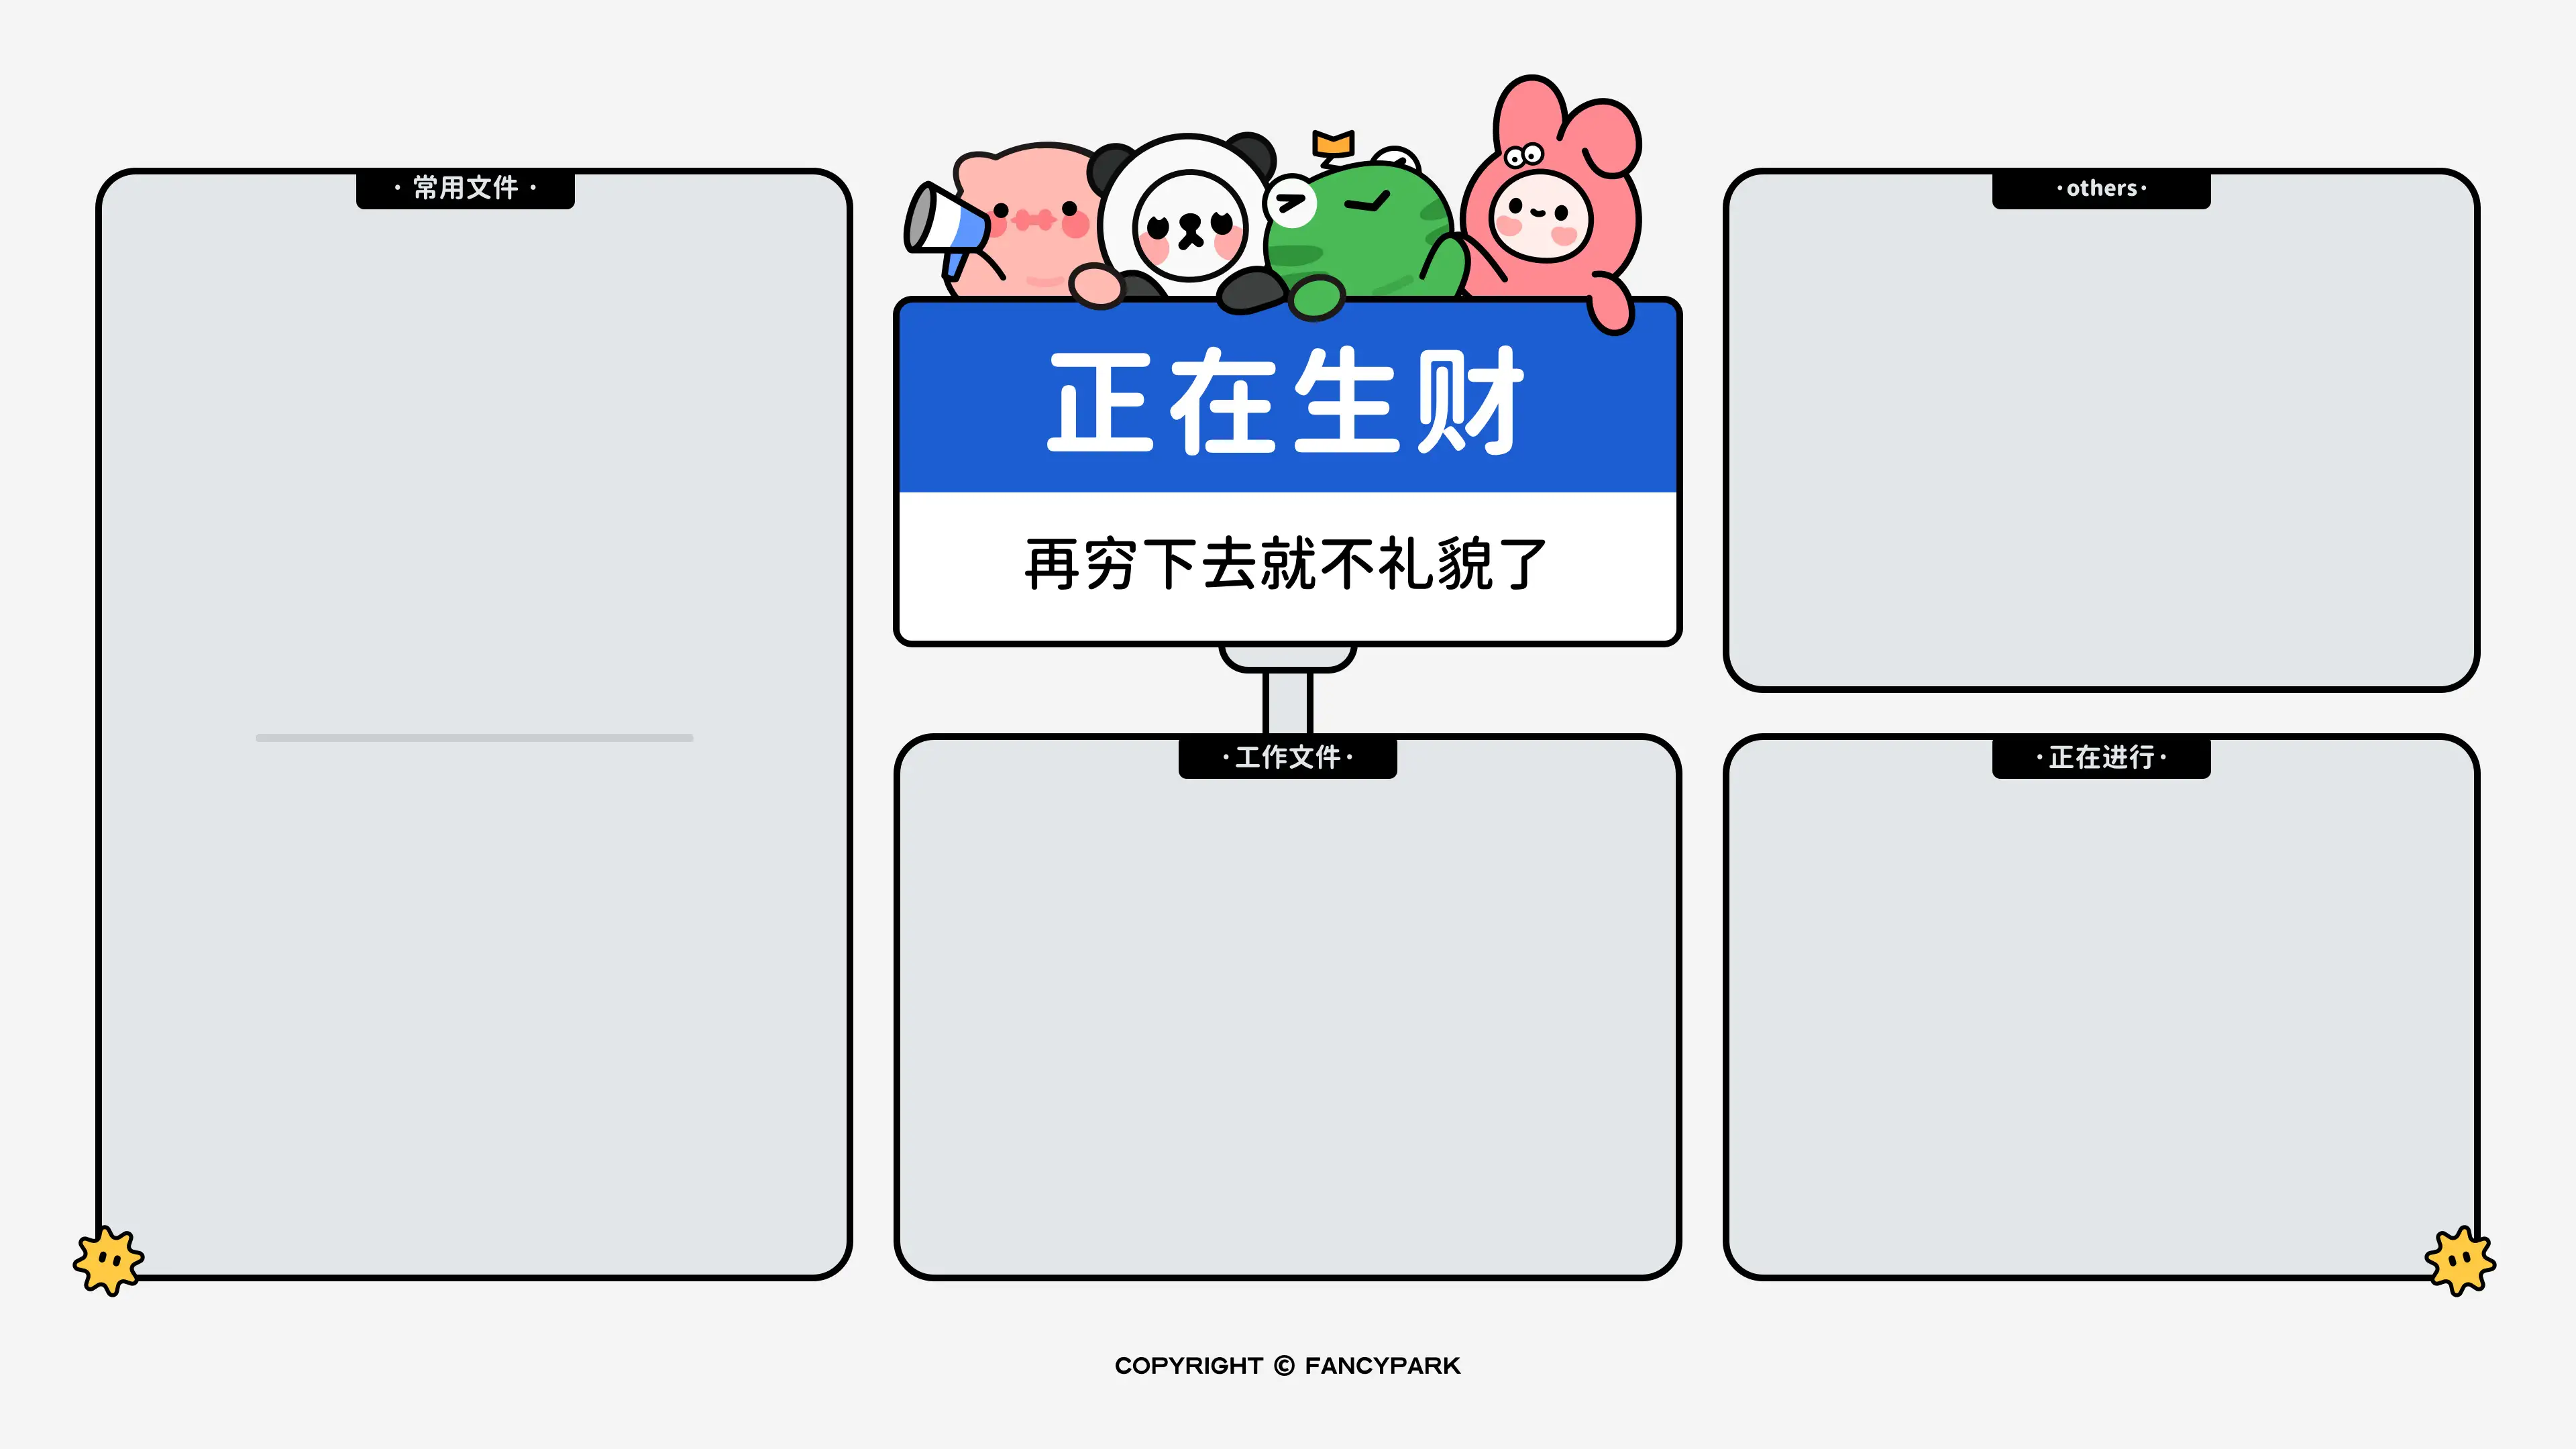 · 常用文件 ·
正在生财
再穷下去就不礼貌了
·others·
·工作文件·
·正在进行·
COPYRIGHT © FANCYPARK